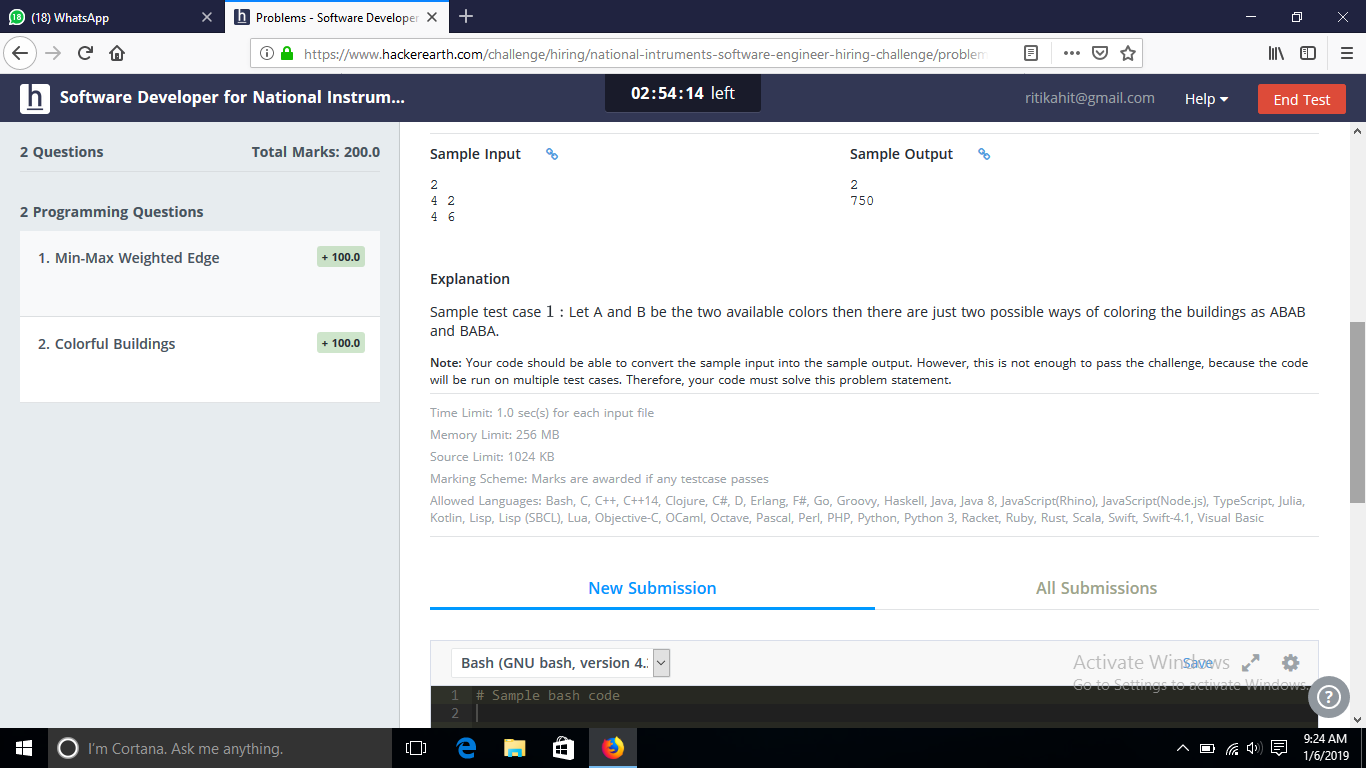 18 (18) WhatsApp
h Problems - Software Developer
https://www.hackerearth.com/challenge/hiring/national-intruments-software-engineer-hiring-challenge/problem
h Software Developer for National Instrum...
02:54:14 left
ritikahit@gmail.com
Help
End Test
2 Questions
Total Marks: 200.0
2 Programming Questions
1. Min-Max Weighted Edge
+ 100.0
2. Colorful Buildings
+ 100.0
Sample Input
2
4 2
4 6
Sample Output
2
750
Explanation
Sample test case 1 : Let A and B be the two available colors then there are just two possible ways of coloring the buildings as ABAB
and BABA.
Note: Your code should be able to convert the sample input into the sample output. However, this is not enough to pass the challenge, because the code
will be run on multiple test cases. Therefore, your code must solve this problem statement.
Time Limit: 1.0 sec(s) for each input file
Memory Limit: 256 MB
Source Limit: 1024 KB
Marking Scheme: Marks are awarded if any testcase passes
Allowed Languages: Bash, C, C++, C++14, Clojure, C#, D, Erlang, F#, Go, Groovy, Haskell, Java, Java 8, JavaScript(Rhino), JavaScript(Node.js), TypeScript, Julia,
Kotlin, Lisp, Lisp (SBCL), Lua, Objective-C, OCaml, Octave, Pascal, Perl, PHP, Python, Python 3, Racket, Ruby, Rust, Scala, Swift, Swift-4.1, Visual Basic
New Submission
All Submissions
Bash (GNU bash, version 4.
Save
Activate Windows
Go to Settings to activate Windows.
?
1 # Sample bash code
2
I'm Cortana. Ask me anything.
9:24 AM
1/6/2019